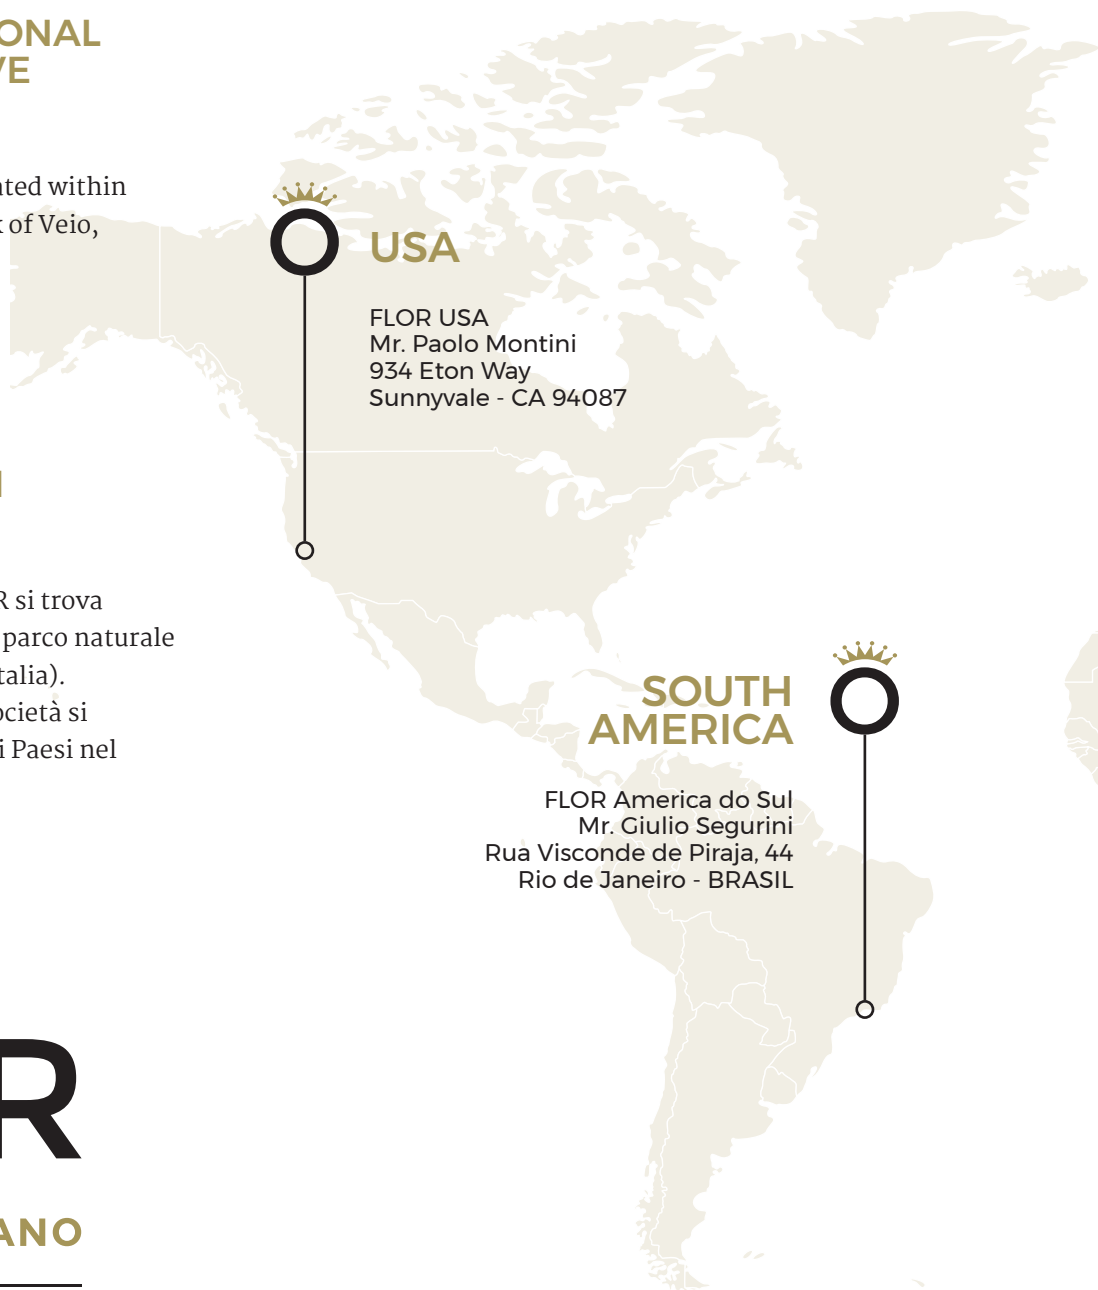 ONAL
VE
ated within
of Veio,
USA
FLOR USA
Mr. Paolo Montini
934 Eton Way
Sunnyvale - CA 94087
R si trova
parco naturale
talia).
ocietà si
i Paesi nel
SOUTH
AMERICA
FLOR America do Sul
Mr. Giulio Segurini
Rua Visconde de Piraja, 44
Rio de Janeiro - BRASIL
R
ANO